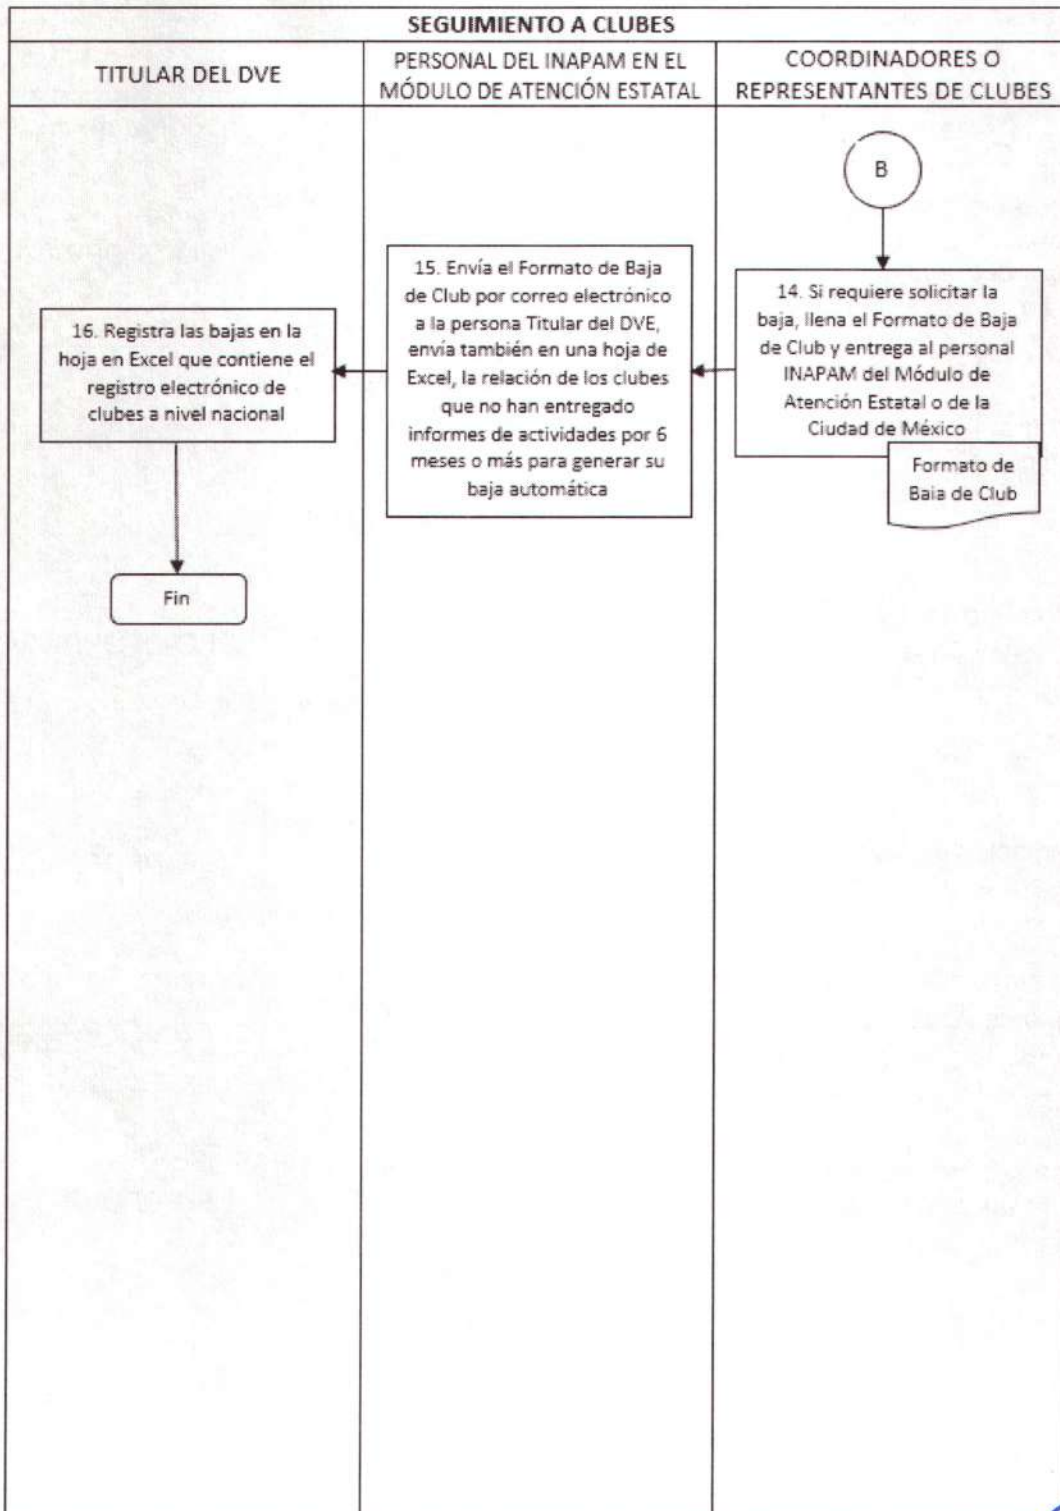 SEGUIMIENTO A CLUBES
TITULAR DEL DVE
PERSONAL DEL INAPAM EN EL
MÓDULO DE ATENCIÓN ESTATAL
COORDINADORES O
REPRESENTANTES DE CLUBES
B
14. Si requiere solicitar la
baja, llena el Formato de Baja
de Club y entrega al personal
INAPAM del Módulo de
Atención Estatal o de la
Ciudad de México
Formato de
Baja de Club
15. Envía el Formato de Baja
de Club por correo electrónico
a la persona Titular del DVE,
envía también en una hoja de
Excel, la relación de los clubes
que no han entregado
informes de actividades por 6
meses o más para generar su
baja automática
16. Registra las bajas en la
hoja en Excel que contiene el
registro electrónico de
clubes a nivel nacional
Fin